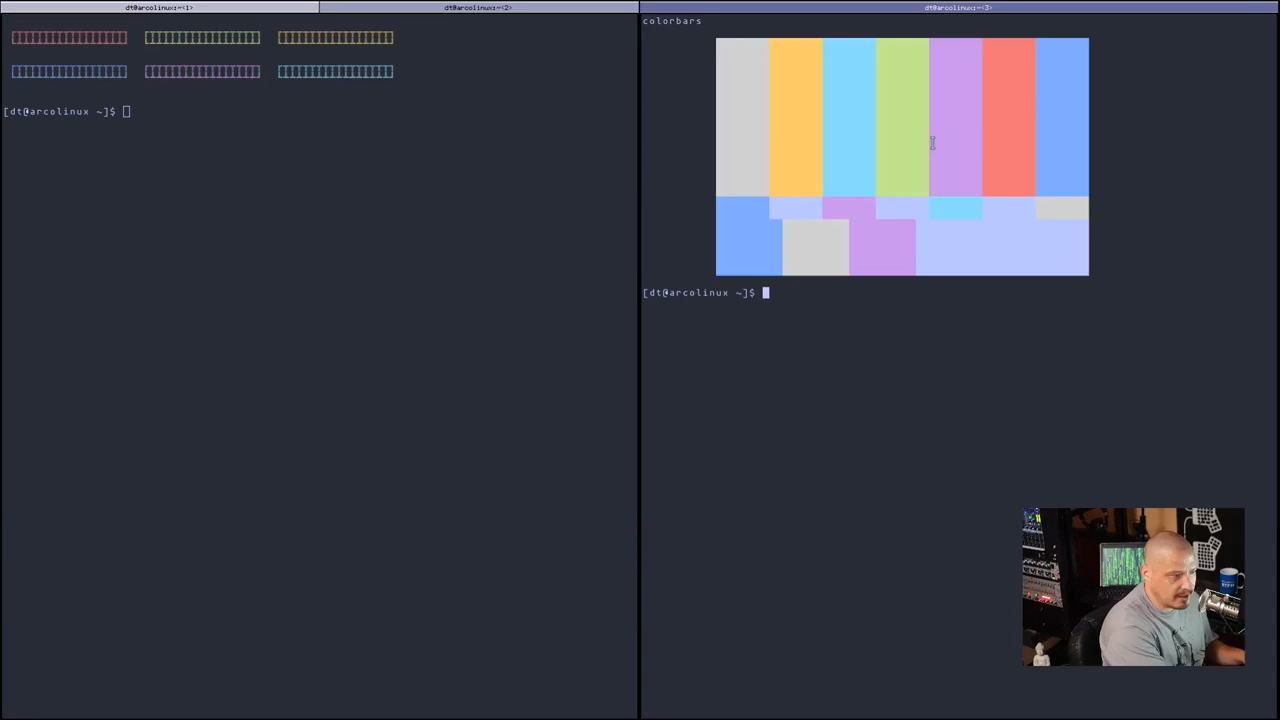 dt@arcolinux:~<1>
dt@arcolinux:~<2>
dt@arcolinux:~<3>
[dt@arcolinux ~]$
colorbars
[dt@arcolinux ~]$